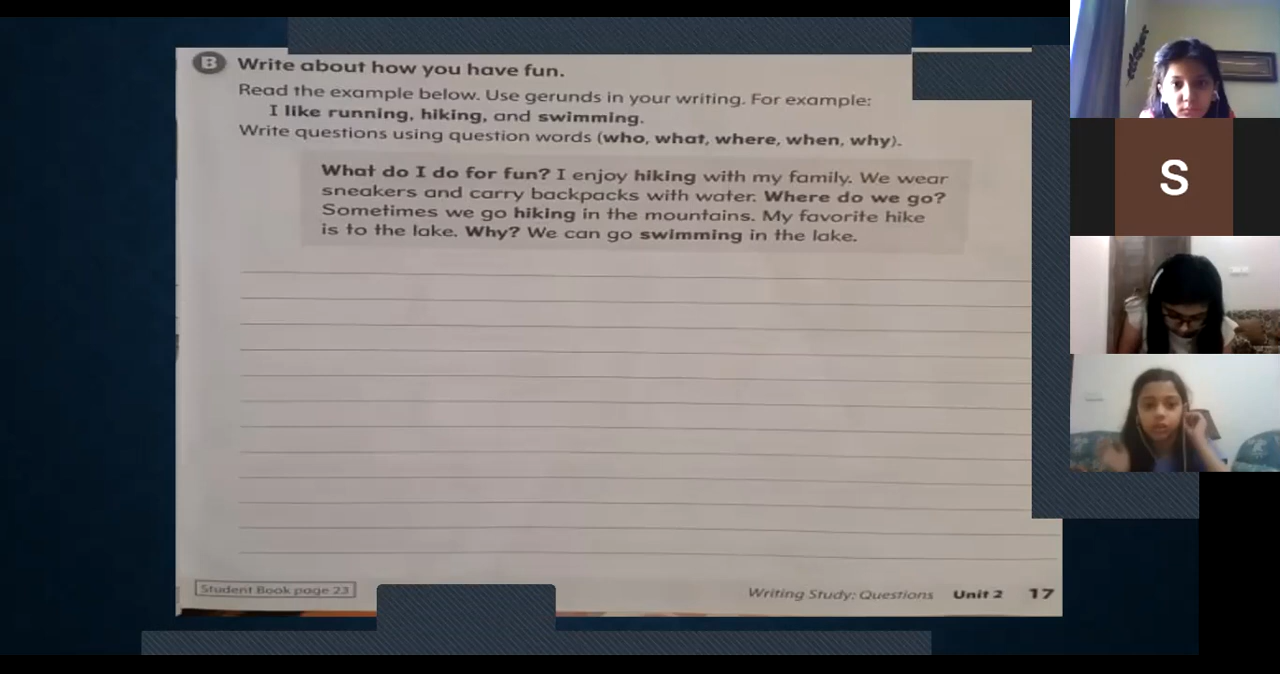 B Write about how you have fun.
Read the example below. Use gerunds in your writing. For example:
I like running, hiking, and swimming.
Write questions using question words (who, what, where, when, why).
What do I do for fun? I enjoy hiking with my family. We wear
sneakers and carry backpacks with water. Where do we go?
Sometimes we go hiking in the mountains. My favorite hike
is to the lake. Why? We can go swimming in the lake.
Student Book page 23
Writing Study: Questions Unit 2 17
S